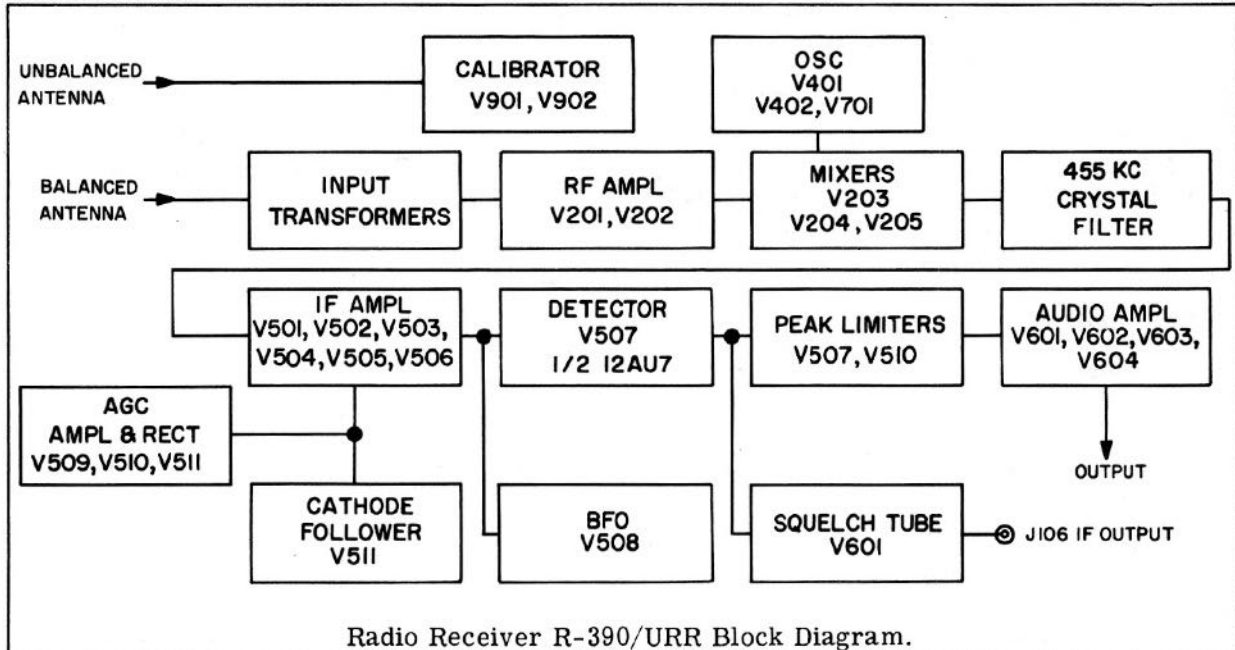 UNBALANCED
ANTENNA
CALIBRATOR
V901, V902
OSC
V401
V402, V701
BALANCED
ANTENNA
INPUT
TRANSFORMERS
RF AMPL
V201, V202
MIXERS
V203
V204, V205
455 KC
CRYSTAL
FILTER
IF AMPL
V501, V502, V503,
V504, V505, V506
DETECTOR
V507
1/2 12AU7
PEAK LIMITERS
V507, V510
AUDIO AMPL
V601, V602, V603,
V604
AGC
AMPL & RECT
V509, V510, V511
OUTPUT
CATHODE
FOLLOWER
V511
BFO
V508
SQUELCH TUBE
V601
J106 IF OUTPUT
Radio Receiver R-390/URR Block Diagram.